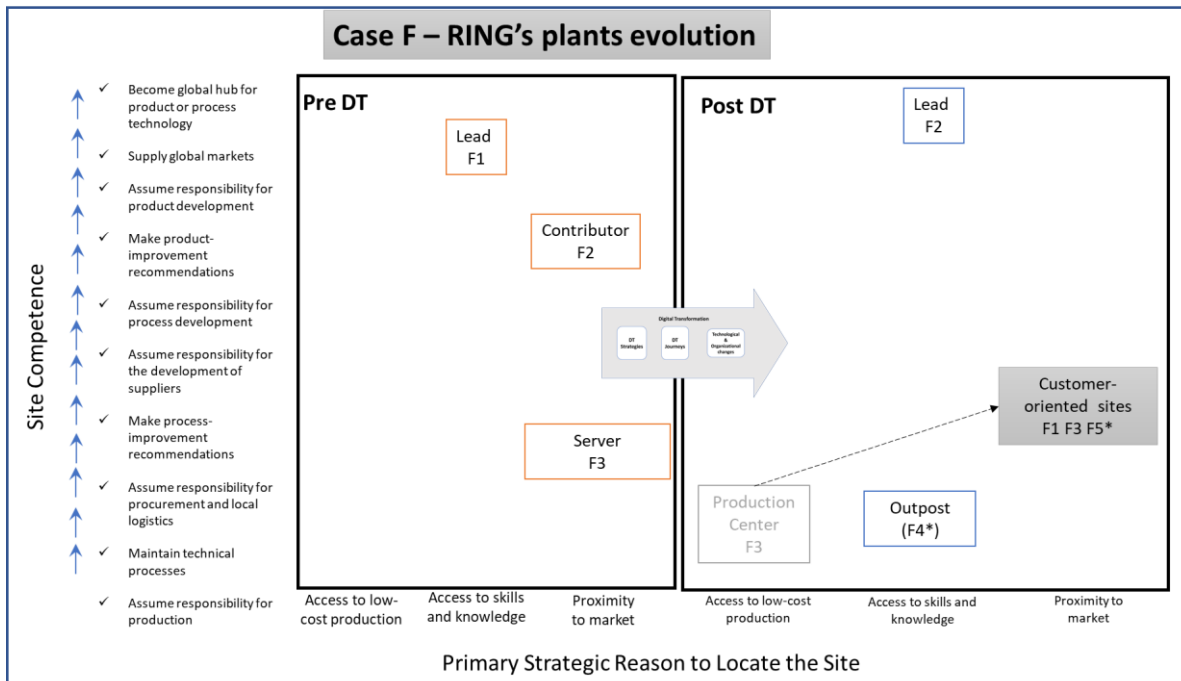 Case F – RING's plants evolution
Site Competence
✓ Become global hub for
product or process
technology
✓ Supply global markets
✓ Assume responsibility for
product development
✓ Make product-
improvement
recommendations
✓ Assume responsibility for
process development
✓ Assume responsibility for
the development of
suppliers
✓ Make process-
improvement
recommendations
✓ Assume responsibility for
procurement and local
logistics
✓ Maintain technical
processes
✓ Assume responsibility for
production
Pre DT
Lead
F1
Contributor
F2
Server
F3
Access to low-
cost production
Access to skills
and knowledge
Proximity
to market
Digital Transformation
DT
Strategies
DT
Journeys
Technological
&
Organizational
changes
Post DT
Lead
F2
Customer-
oriented sites
F1 F3 F5*
Production
Center
F3
Outpost
(F4*)
Access to low-cost
production
Access to skills and
knowledge
Proximity to
market
Primary Strategic Reason to Locate the Site